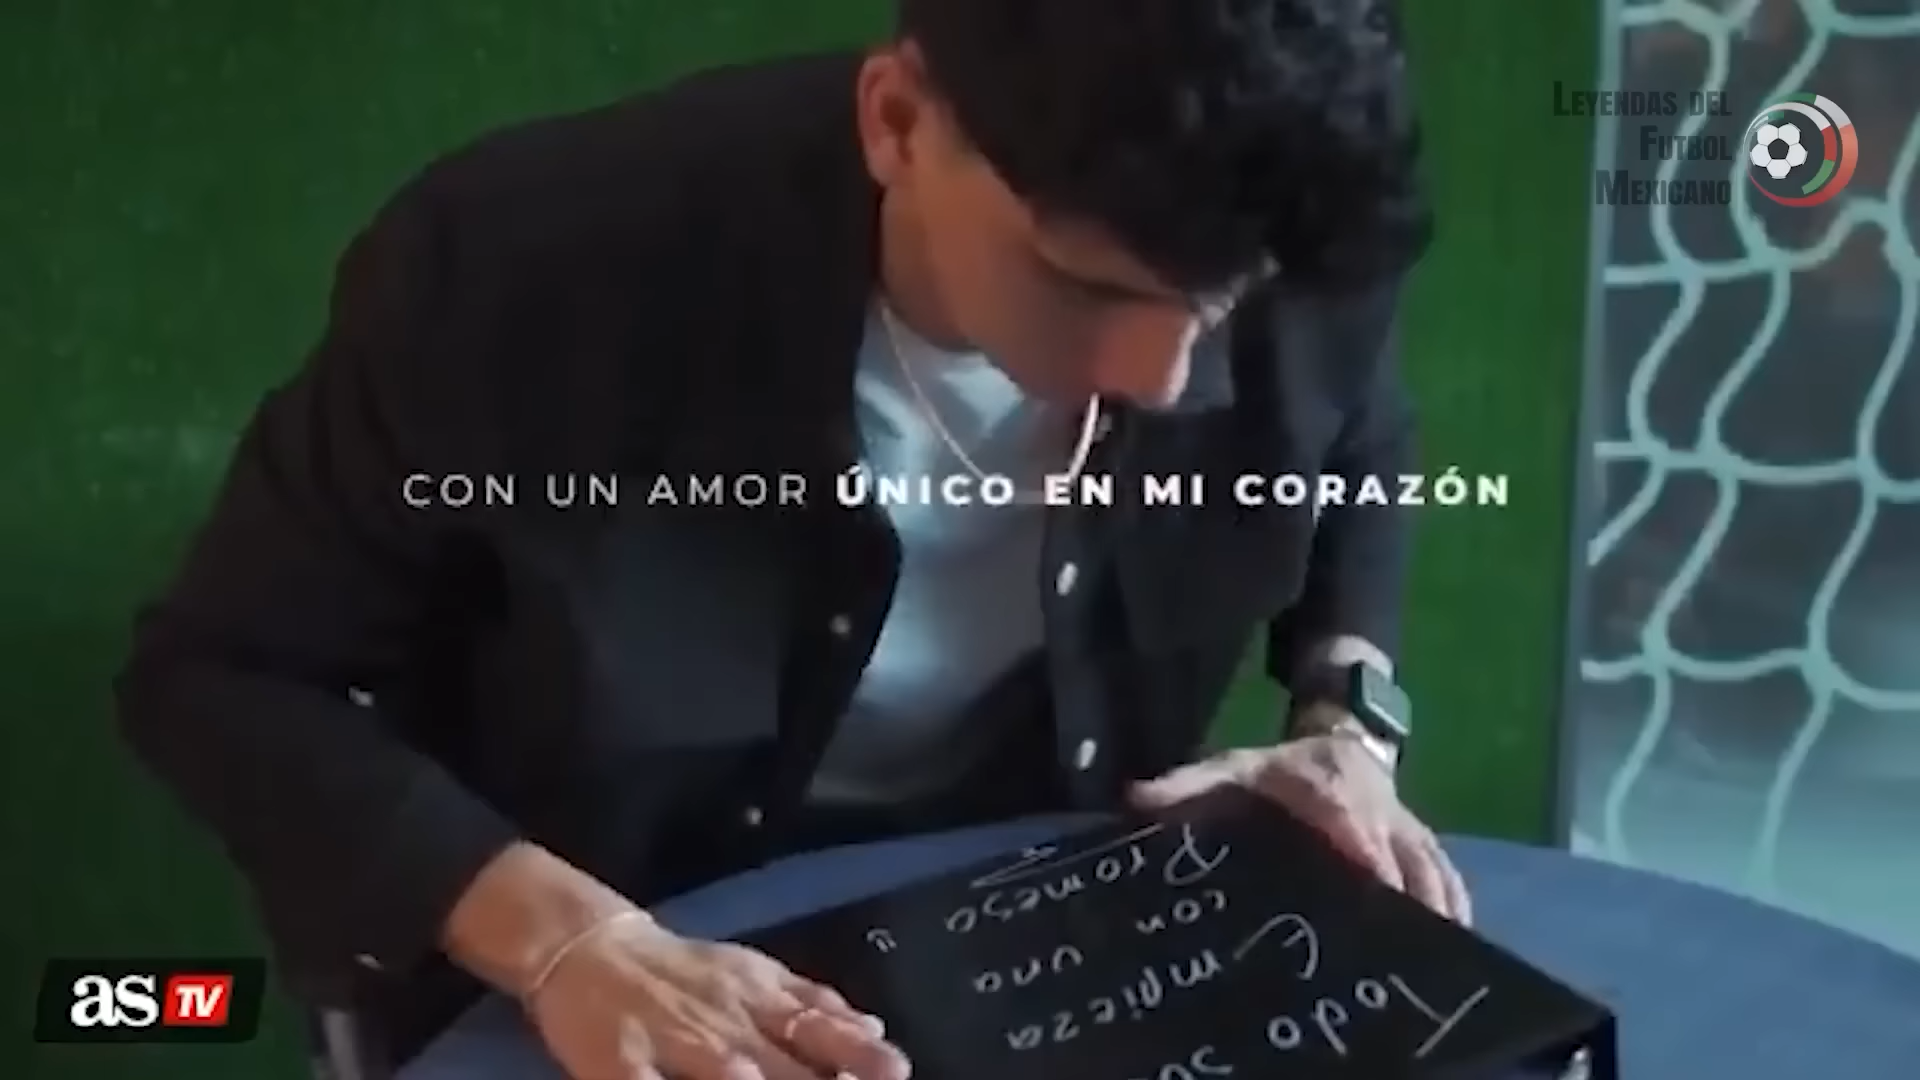 LEYENDAS DEL
FUTBOL
MEXICANO
CON UN AMOR ÚNICO EN MI CORAZÓN
Todo
Empieza
con una
Promesa
as TV